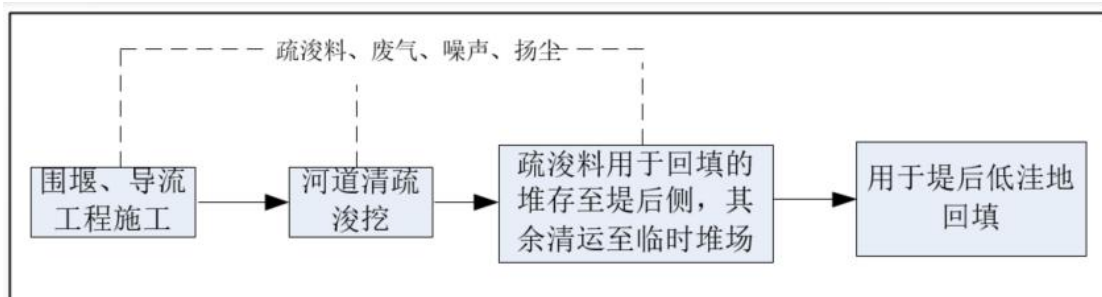 疏浚料、废气、噪声、扬尘
围堰、导流
工程施工
河道清疏
浚挖
疏浚料用于回填的
堆存至堤后侧，其
余清运至临时堆场
用于堤后低洼地
回填